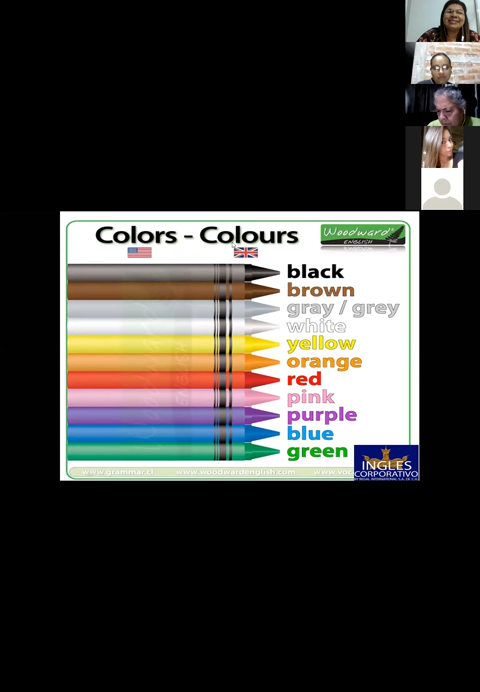 Colors - Colours
Woodward
ENGLISH
black
brown
gray / grey
white
yellow
orange
red
pink
purple
blue
green
INGLES
CORPORATIVO
www.grammar.cl www.woodwardenglish.com